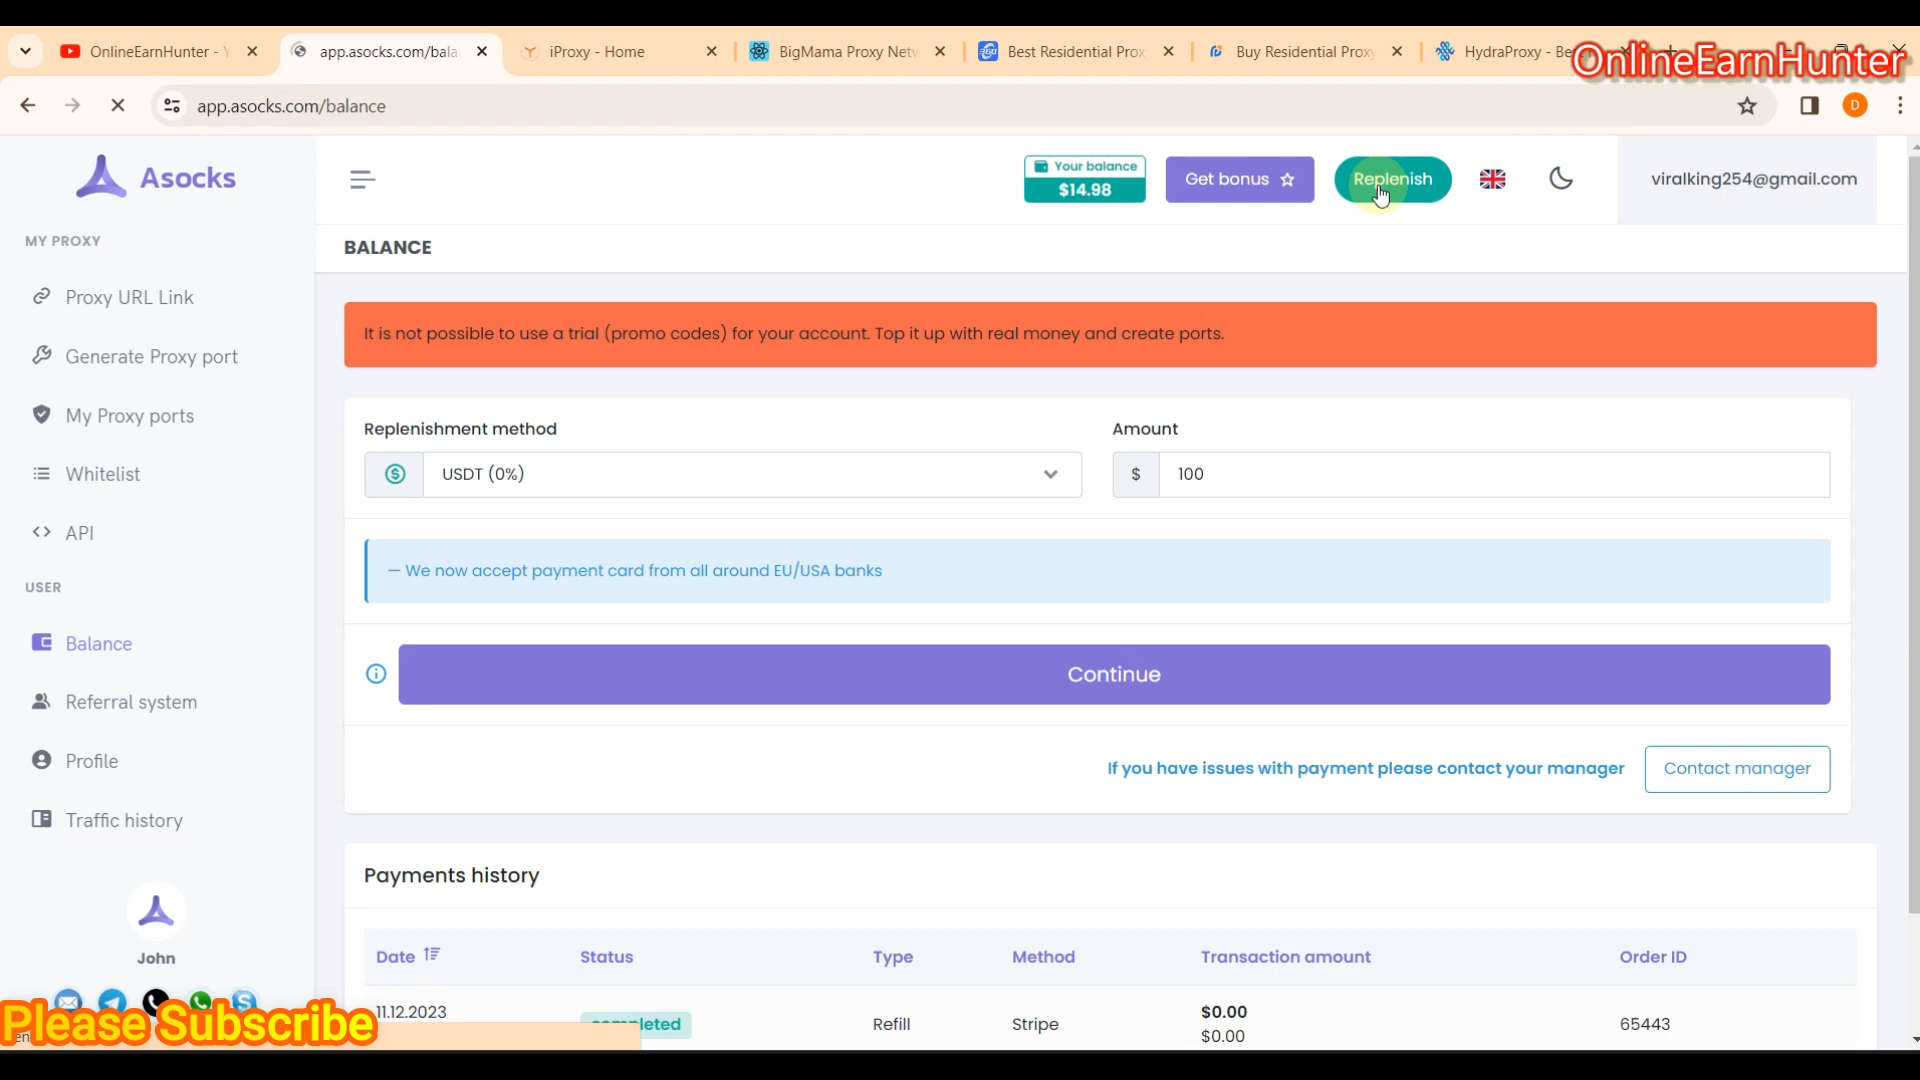 OnlineEarnHunter - Y
app.asocks.com/bala
iProxy - Home
BigMama Proxy Netw
Best Residential Prox
Buy Residential Proxy
HydraProxy - Be
OnlineEarnHunter
app.asocks.com/balance
D
Asocks
Your balance
$14.98
Get bonus
Replenish
viralking254@gmail.com
MY PROXY
BALANCE
Proxy URL Link
It is not possible to use a trial (promo codes) for your account. Top it up with real money and create ports.
Generate Proxy port
My Proxy ports
Replenishment method
Amount
Whitelist
USDT (0%)
$
100
API
— We now accept payment card from all around EU/USA banks
USER
Balance
Continue
Referral system
Profile
If you have issues with payment please contact your manager
Contact manager
Traffic history
Payments history
John
Date
Status
Type
Method
Transaction amount
Order ID
11.12.2023
completed
Refill
Stripe
$0.00
$0.00
65443
Please Subscribe